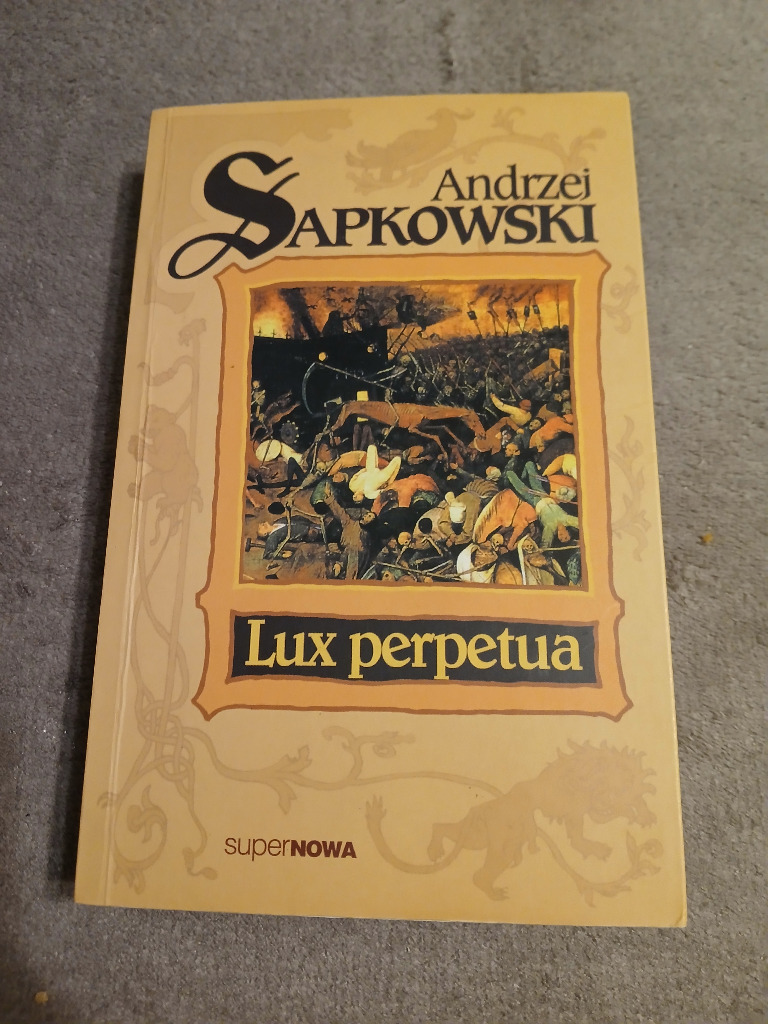 Andrzej
SAPKOWSKI
Lux perpetua
superNOWA